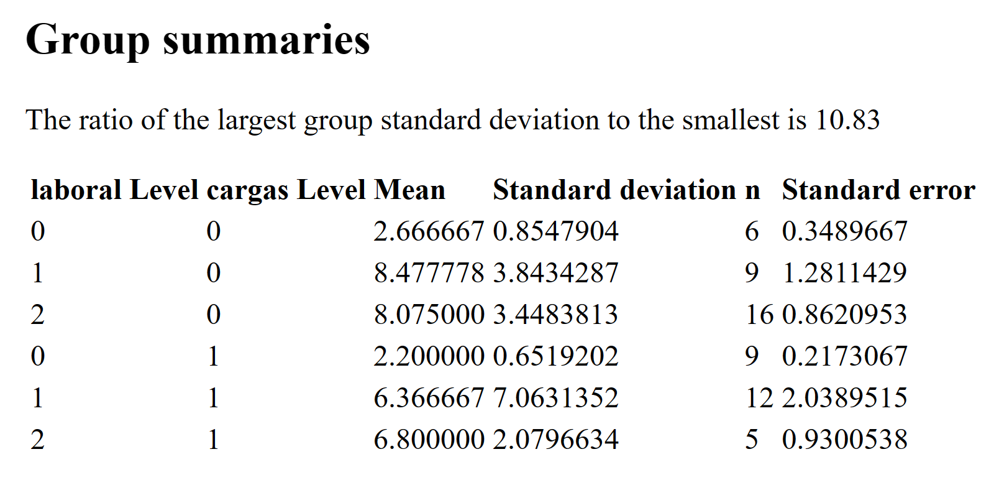 Group summaries
The ratio of the largest group standard deviation to the smallest is 10.83
laboral Level cargas Level Mean Standard deviation n Standard error
0 0 2.666667 0.8547904 6 0.3489667
1 0 8.477778 3.8434287 9 1.2811429
2 0 8.075000 3.4483813 16 0.8620953
0 1 2.200000 0.6519202 9 0.2173067
1 1 6.366667 7.0631352 12 2.0389515
2 1 6.800000 2.0796634 5 0.9300538